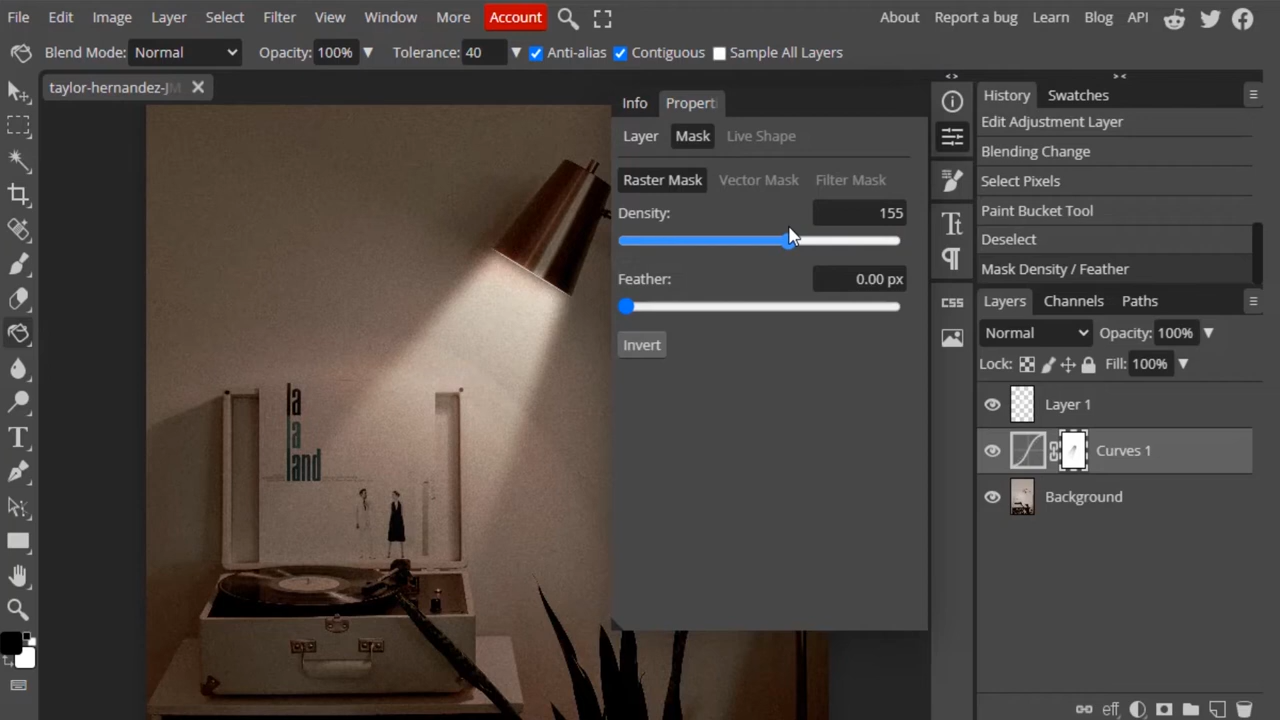 File Edit Image Layer Select Filter View Window More Account About Report a bug Learn Blog API
Blend Mode: Normal Opacity: 100% Tolerance: 40 Anti-alias Contiguous Sample All Layers
taylor-hernandez-JM
Info Properti
Layer Mask Live Shape
Raster Mask Vector Mask Filter Mask
Density: 155
Feather: 0.00 px
Invert
la
la
land
CSS
History Swatches
Edit Adjustment Layer
Blending Change
Select Pixels
Paint Bucket Tool
Deselect
Mask Density / Feather
Layers Channels Paths
Normal Opacity: 100%
Lock: Fill: 100%
Layer 1
Curves 1
Background
eff